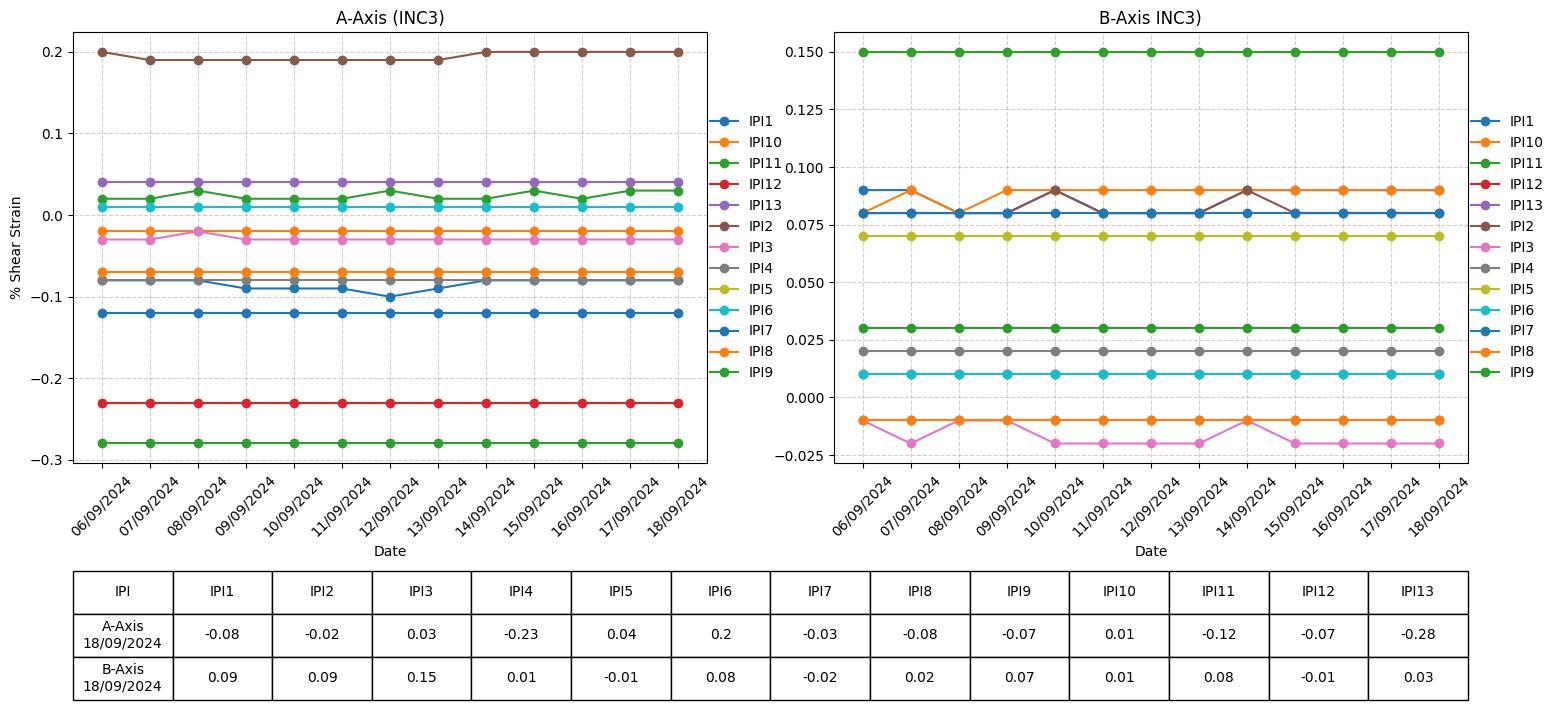 A-Axis (INC3)
% Shear Strain
0.2
0.1
0.0
−0.1
−0.2
−0.3
06/09/2024
07/09/2024
08/09/2024
09/09/2024
10/09/2024
11/09/2024
12/09/2024
13/09/2024
14/09/2024
15/09/2024
16/09/2024
17/09/2024
18/09/2024
Date
IPI1
IPI10
IPI11
IPI12
IPI13
IPI2
IPI3
IPI4
IPI5
IPI6
IPI7
IPI8
IPI9
B-Axis INC3)
0.150
0.125
0.100
0.075
0.050
0.025
0.000
−0.025
06/09/2024
07/09/2024
08/09/2024
09/09/2024
10/09/2024
11/09/2024
12/09/2024
13/09/2024
14/09/2024
15/09/2024
16/09/2024
17/09/2024
18/09/2024
Date
IPI1
IPI10
IPI11
IPI12
IPI13
IPI2
IPI3
IPI4
IPI5
IPI6
IPI7
IPI8
IPI9
IPI IPI1 IPI2 IPI3 IPI4 IPI5 IPI6 IPI7 IPI8 IPI9 IPI10 IPI11 IPI12 IPI13
A-Axis
18/09/2024 -0.08 -0.02 0.03 -0.23 0.04 0.2 -0.03 -0.08 -0.07 0.01 -0.12 -0.07 -0.28
B-Axis
18/09/2024 0.09 0.09 0.15 0.01 -0.01 0.08 -0.02 0.02 0.07 0.01 0.08 -0.01 0.03